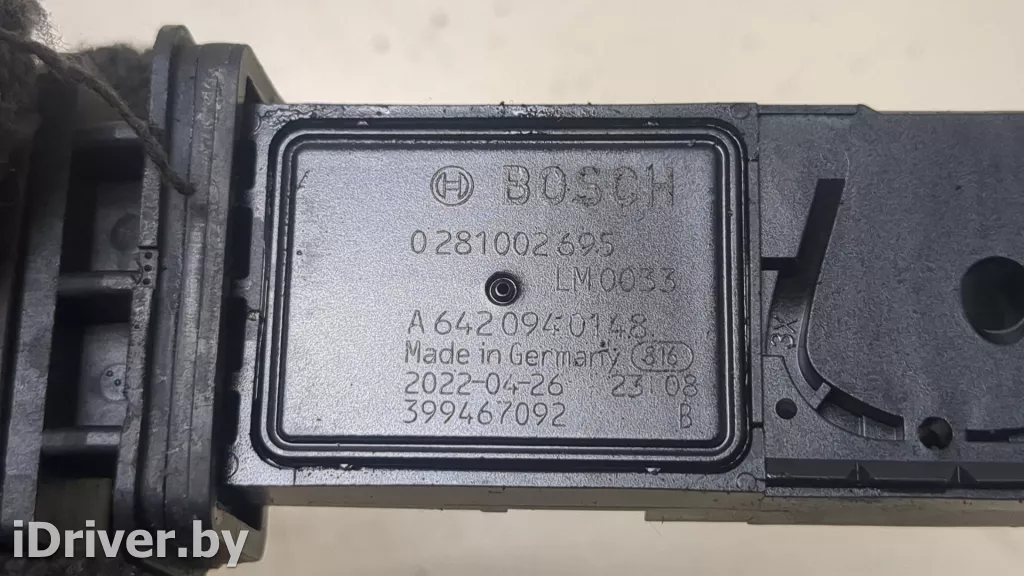 BOSCH
0 281 002 695
LM0033
A 642 094 01 48
Made in Germany 816
2022-04-26 23 08
399467092 B
3X
iDriver.by